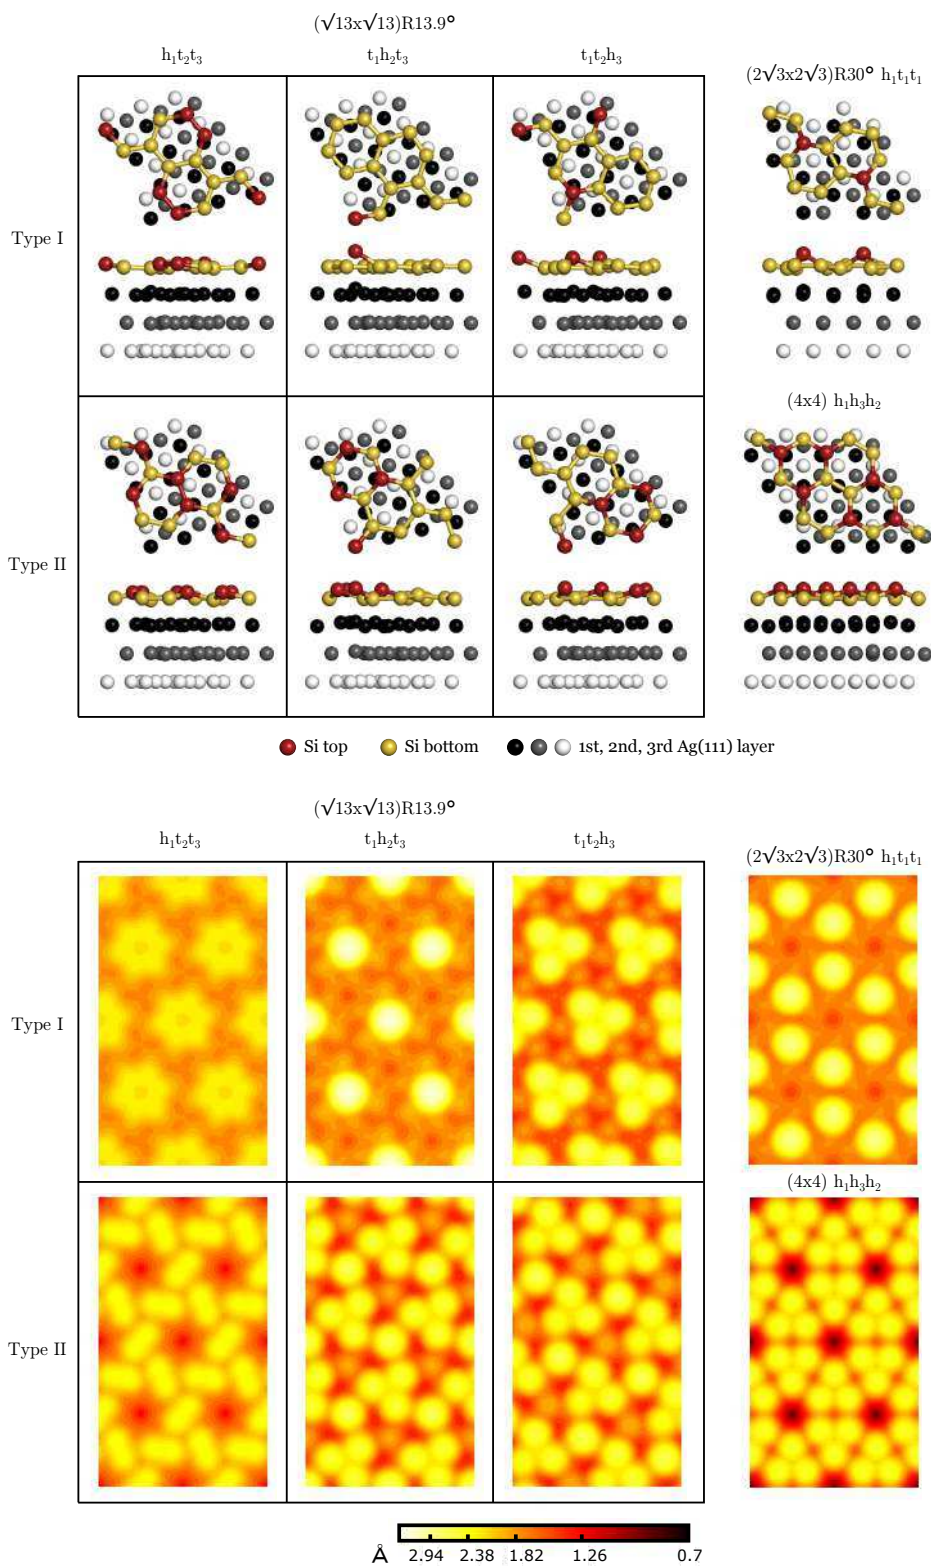 (√13x√13)R13.9°
h₁t₂t₃ t₁h₂t₃ t₁t₂h₃
(2√3x2√3)R30° h₁t₁t₁
Type I
(4x4) h₁h₃h₂
Type II
Si top Si bottom 1st, 2nd, 3rd Ag(111) layer
(√13x√13)R13.9°
h₁t₂t₃ t₁h₂t₃ t₁t₂h₃
(2√3x2√3)R30° h₁t₁t₁
Type I
(4x4) h₁h₃h₂
Type II
Å 2.94 2.38 1.82 1.26 0.7